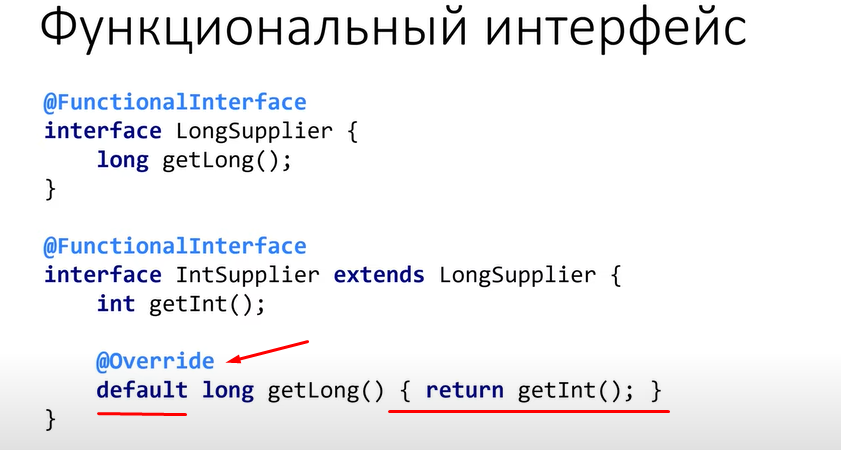 Функциональный интерфейс
@FunctionalInterface
interface LongSupplier {
long getLong();
}
@FunctionalInterface
interface IntSupplier extends LongSupplier {
int getInt();
@Override
default long getLong() { return getInt(); }
}